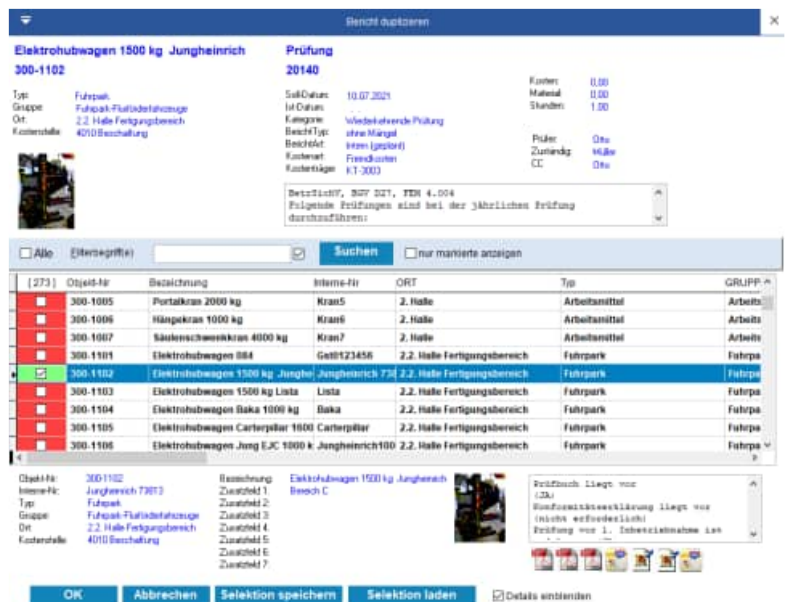 Bericht duplizieren
Elektrohubwagen 1500 kg Jungheinrich
300-1102
Prüfung
20140
Typ: Fuhrpark
Gruppe: Fuhrpark-Flurförderfahrzeuge
Ort: 2.2. Halle Fertigungsbereich
Kostenstelle: 4010 Beschaffung
Soll-Datum: 10.07.2021
Ist-Datum: . .
Kategorie: Wiederkehrende Prüfung
BerichtTyp: ohne Mängel
BerichtArt: Intern (geplant)
Kostenart: Fremdkosten
Kostenträger: KT-3003
Kosten: 0,00
Material: 0,00
Stunden: 1,00
Prüfer: Otto
Zuständig: Müller
CC: Otto
BetrSichV, BGV D27, FEM 4.004
Folgende Prüfungen sind bei der jährlichen Prüfung
durchzuführen:
Alle Filterbegriff(e) Suchen nur markierte anzeigen
[273] Objekt-Nr Bezeichnung Interne-Nr ORT Typ GRUPP
300-1005 Portalkran 2000 kg Kran5 2. Halle Arbeitsmittel Arbeits
300-1006 Hängekran 1000 kg Kran6 2. Halle Arbeitsmittel Arbeits
300-1007 Säulenschwenkkran 4000 kg Kran7 2. Halle Arbeitsmittel Arbeits
300-1101 Elektrohubwagen 084 2.2. Halle Fertigungsbereich Fuhrpark Fuhrpa
300-1102 Elektrohubwagen 1500 kg Junghe Jungheinrich 738 2.2. Halle Fertigungsbereich Fuhrpark Fuhrpa
300-1103 Elektrohubwagen 1500 kg Lista Lista 2.2. Halle Fertigungsbereich Fuhrpark Fuhrpa
300-1104 Elektrohubwagen Baka 1000 kg Baka 2.2. Halle Fertigungsbereich Fuhrpark Fuhrpa
300-1105 Elektrohubwagen Carterpillar 1600 Carterpillar 2.2. Halle Fertigungsbereich Fuhrpark Fuhrpa
300-1106 Elektrohubwagen Jung EJC 1000 k Jungheinrich100 2.2. Halle Fertigungsbereich Fuhrpark Fuhrpa
Objekt-Nr: 300-1102
Interne-Nr: Jungheinrich 73813
Typ: Fuhrpark
Gruppe: Fuhrpark-Flurförderfahrzeuge
Ort: 2.2. Halle Fertigungsbereich
Kostenstelle: 4010 Beschaffung
Bezeichnung: Elektrohubwagen 1500 kg Jungheinrich
Zusatzfeld 1: Bereich C
Zusatzfeld 2:
Zusatzfeld 3:
Zusatzfeld 4:
Zusatzfeld 5:
Zusatzfeld 6:
Zusatzfeld 7:
Prüfbuch liegt vor
(JA)
Konformitätserklärung liegt vor
(nicht erforderlich)
Prüfung vor 1. Inbetriebnahme ist
OK Abbrechen Selektion speichern Selektion laden Details einblenden